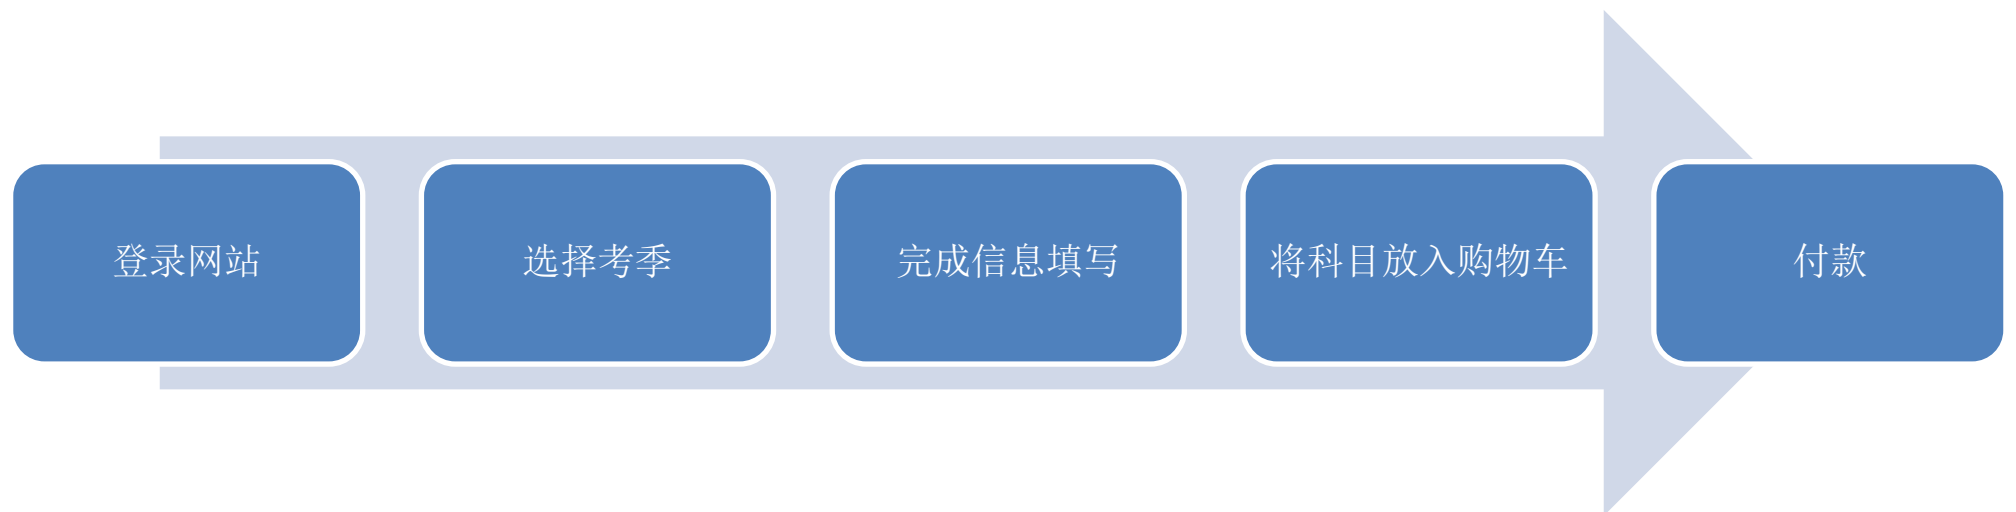 登录网站
选择考季
完成信息填写
将科目放入购物车
付款